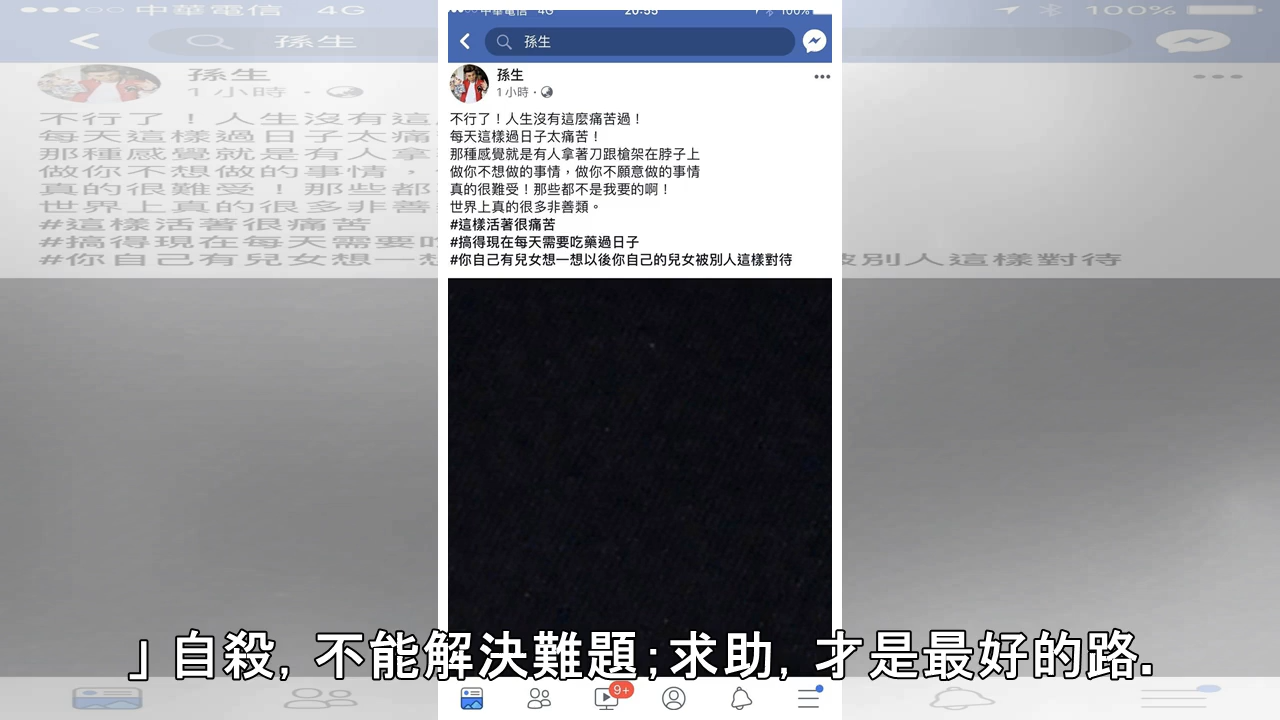 中華電信 4G 20:55 100%
孫生
孫生
1小時
不行了！人生沒有這麼痛苦過！
每天這樣過日子太痛苦！
那種感覺就是有人拿著刀跟槍架在脖子上
做你不想做的事情，做你不願意做的事情
真的很難受！那些都不是我要的啊！
世界上真的很多非善類。
#這樣活著很痛苦
#搞得現在每天需要吃藥過日子
#你自己有兒女想一想以後你自己的兒女被別人這樣對待
」自殺, 不能解決難題;求助, 才是最好的路.
9+